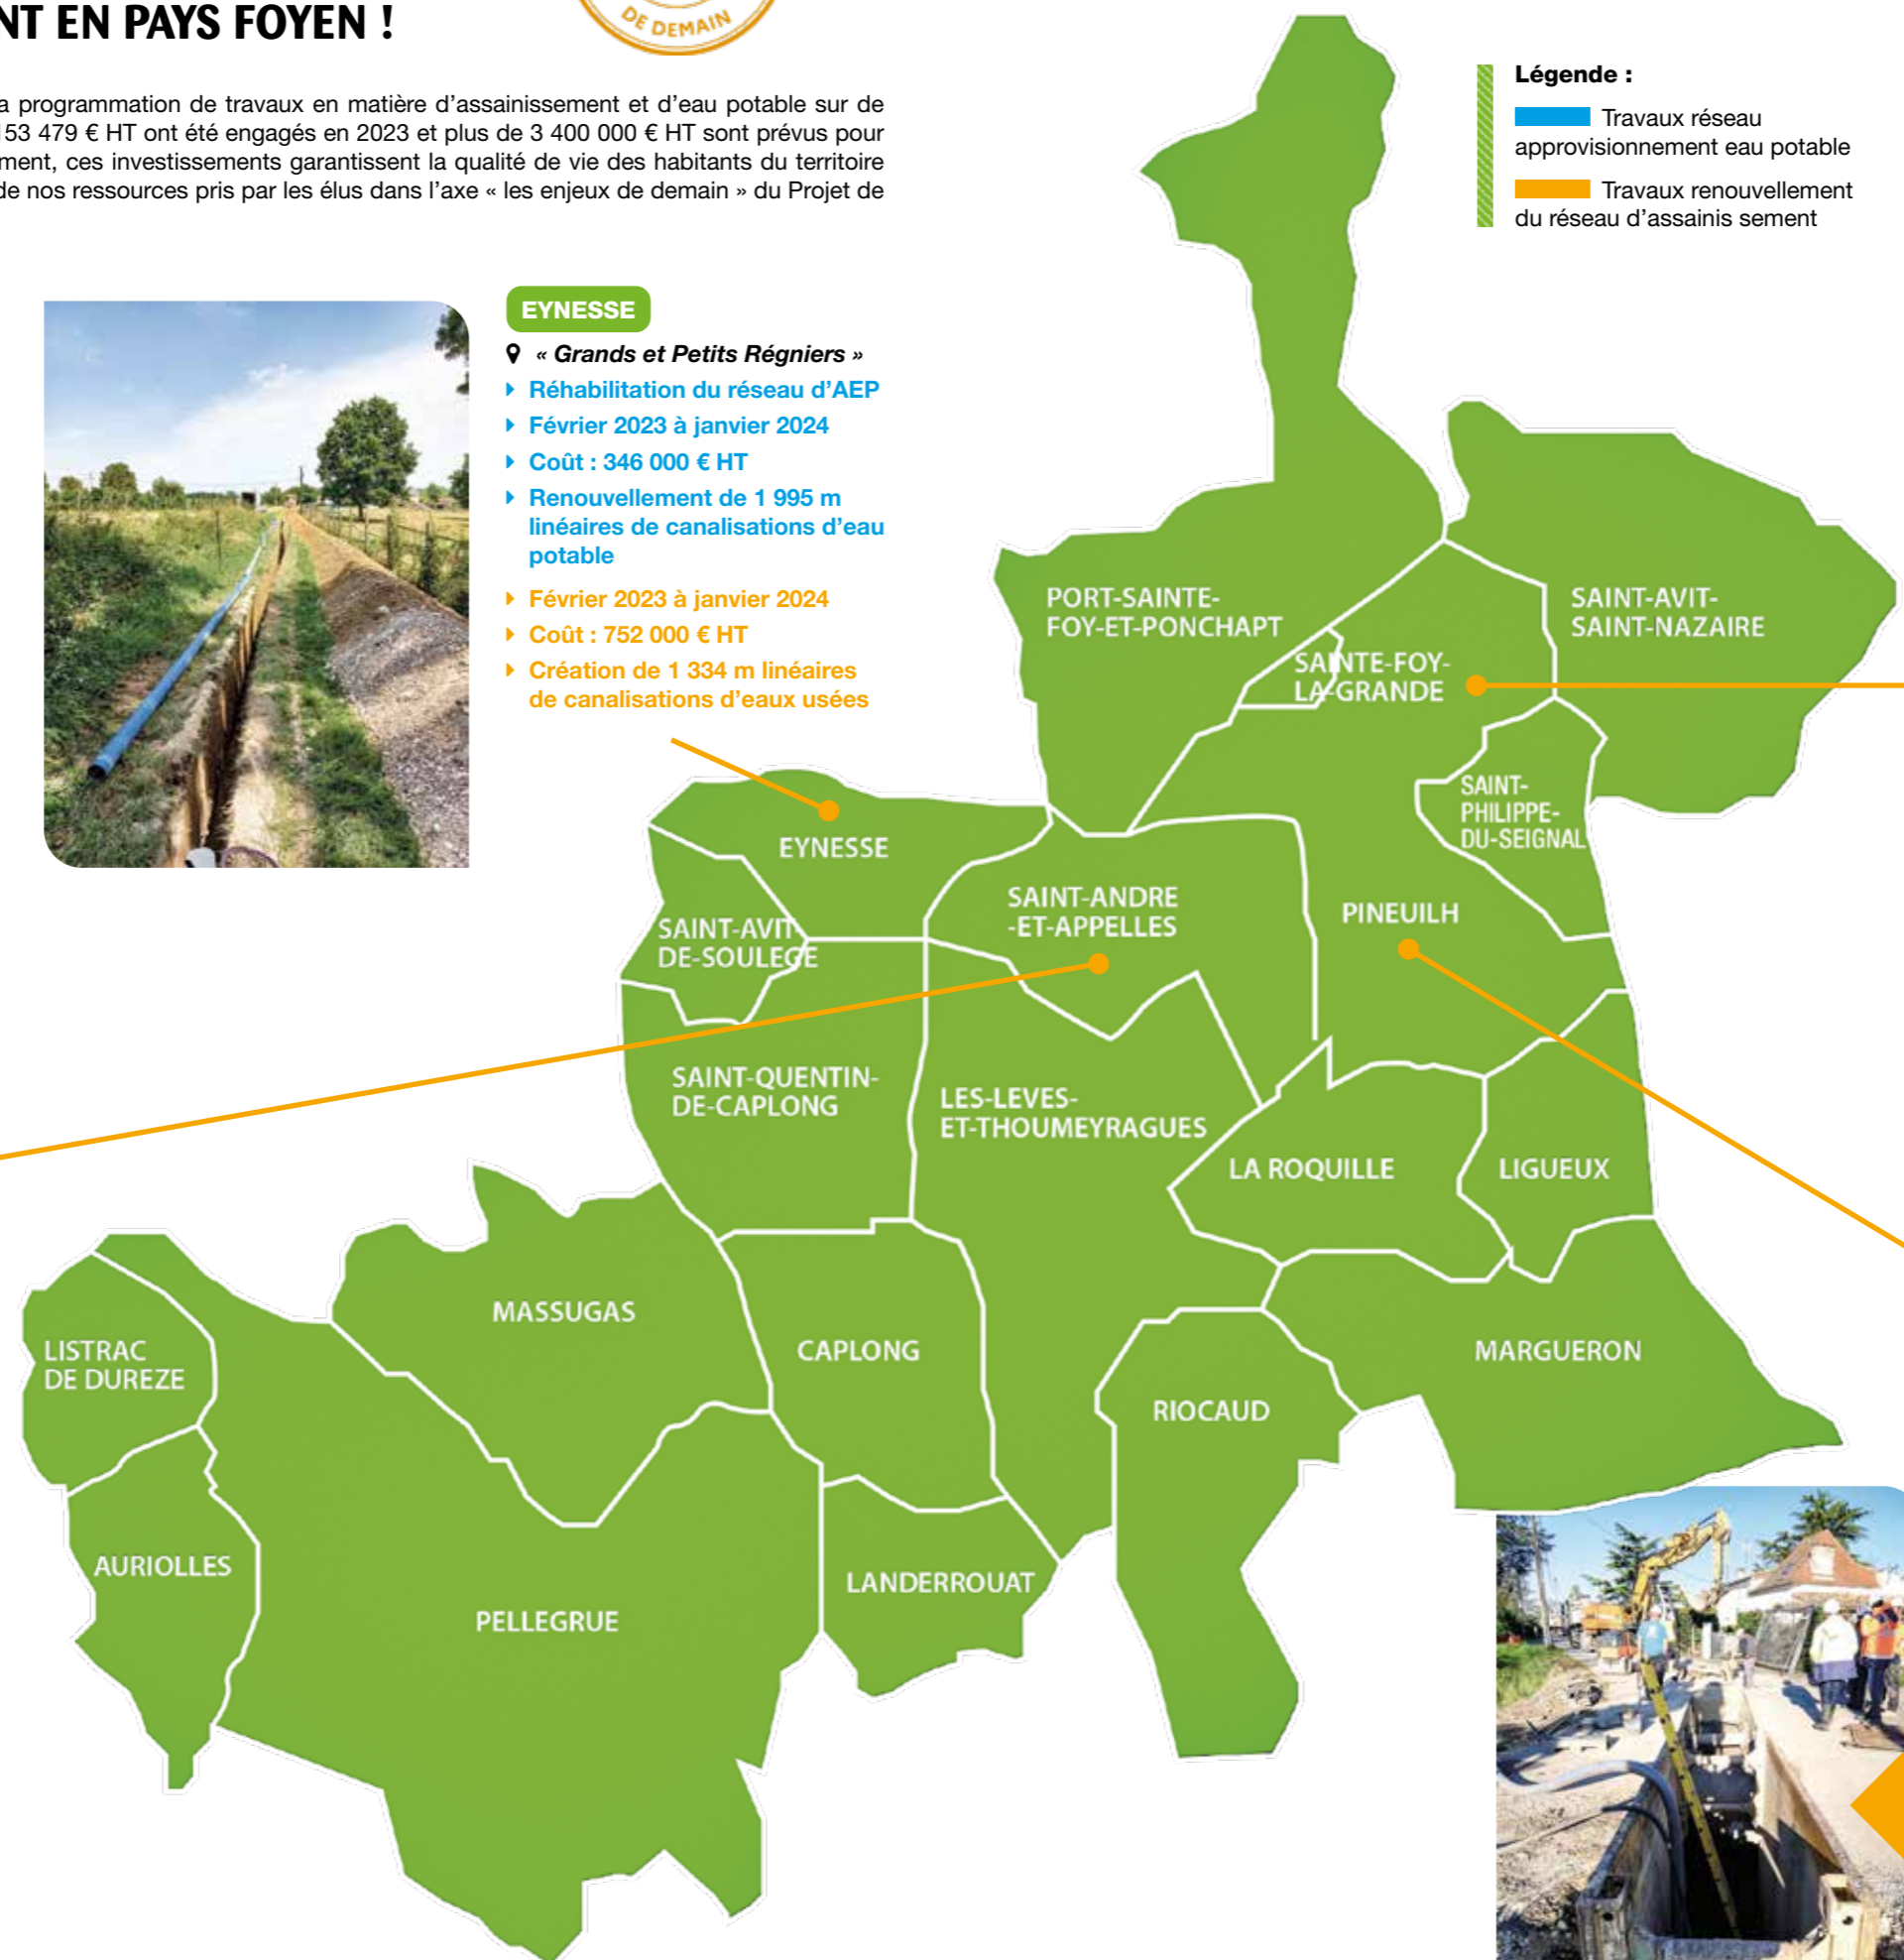 NT EN PAYS FOYEN !
DE DEMAIN
a programmation de travaux en matière d'assainissement et d'eau potable sur de
153 479 € HT ont été engagés en 2023 et plus de 3 400 000 € HT sont prévus pour
ment, ces investissements garantissent la qualité de vie des habitants du territoire
de nos ressources pris par les élus dans l'axe « les enjeux de demain » du Projet de
Légende :
Travaux réseau
approvisionnement eau potable
Travaux renouvellement
du réseau d'assainis sement
EYNESSE
« Grands et Petits Régniers »
Réhabilitation du réseau d'AEP
Février 2023 à janvier 2024
Coût : 346 000 € HT
Renouvellement de 1 995 m
linéaires de canalisations d'eau
potable
Février 2023 à janvier 2024
Coût : 752 000 € HT
Création de 1 334 m linéaires
de canalisations d'eaux usées
PORT-SAINTE-
FOY-ET-PONCHAPT
SAINT-AVIT-
SAINT-NAZAIRE
SAINTE-FOY-
LA-GRANDE
SAINT-
PHILIPPE-
DU-SEIGNAL
EYNESSE
SAINT-ANDRE
-ET-APPELLES
PINEUILH
SAINT-AVIT-
DE-SOULEGE
SAINT-QUENTIN-
DE-CAPLONG
LES-LEVES-
ET-THOUMEYRAGUES
LA ROQUILLE
LIGUEUX
MASSUGAS
LISTRAC
DE DUREZE
CAPLONG
MARGUERON
RIOCAUD
AURIOLLES
LANDERROUAT
PELLEGRUE